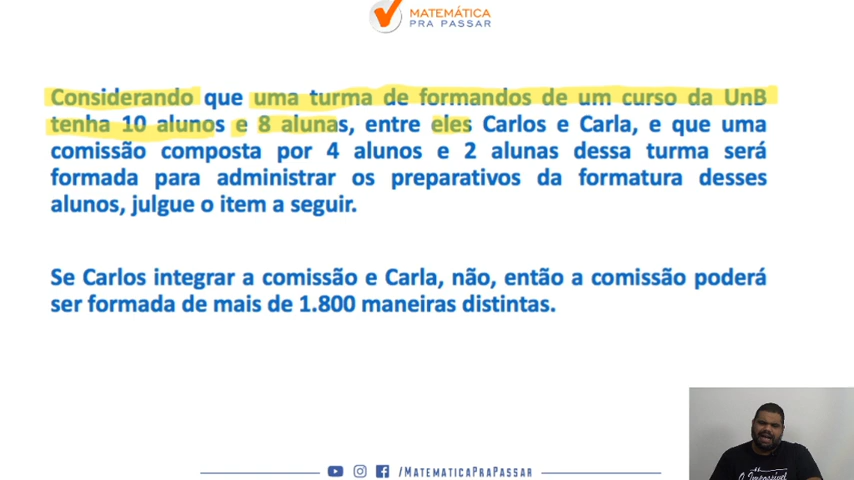 MATEMÁTICA
PRA PASSAR
Considerando que uma turma de formandos de um curso da UnB
tenha 10 alunos e 8 alunas, entre eles Carlos e Carla, e que uma
comissão composta por 4 alunos e 2 alunas dessa turma será
formada para administrar os preparativos da formatura desses
alunos, julgue o item a seguir.
Se Carlos integrar a comissão e Carla, não, então a comissão poderá
ser formada de mais de 1.800 maneiras distintas.
/MATEMATICAPRAPASSAR
O Impossível